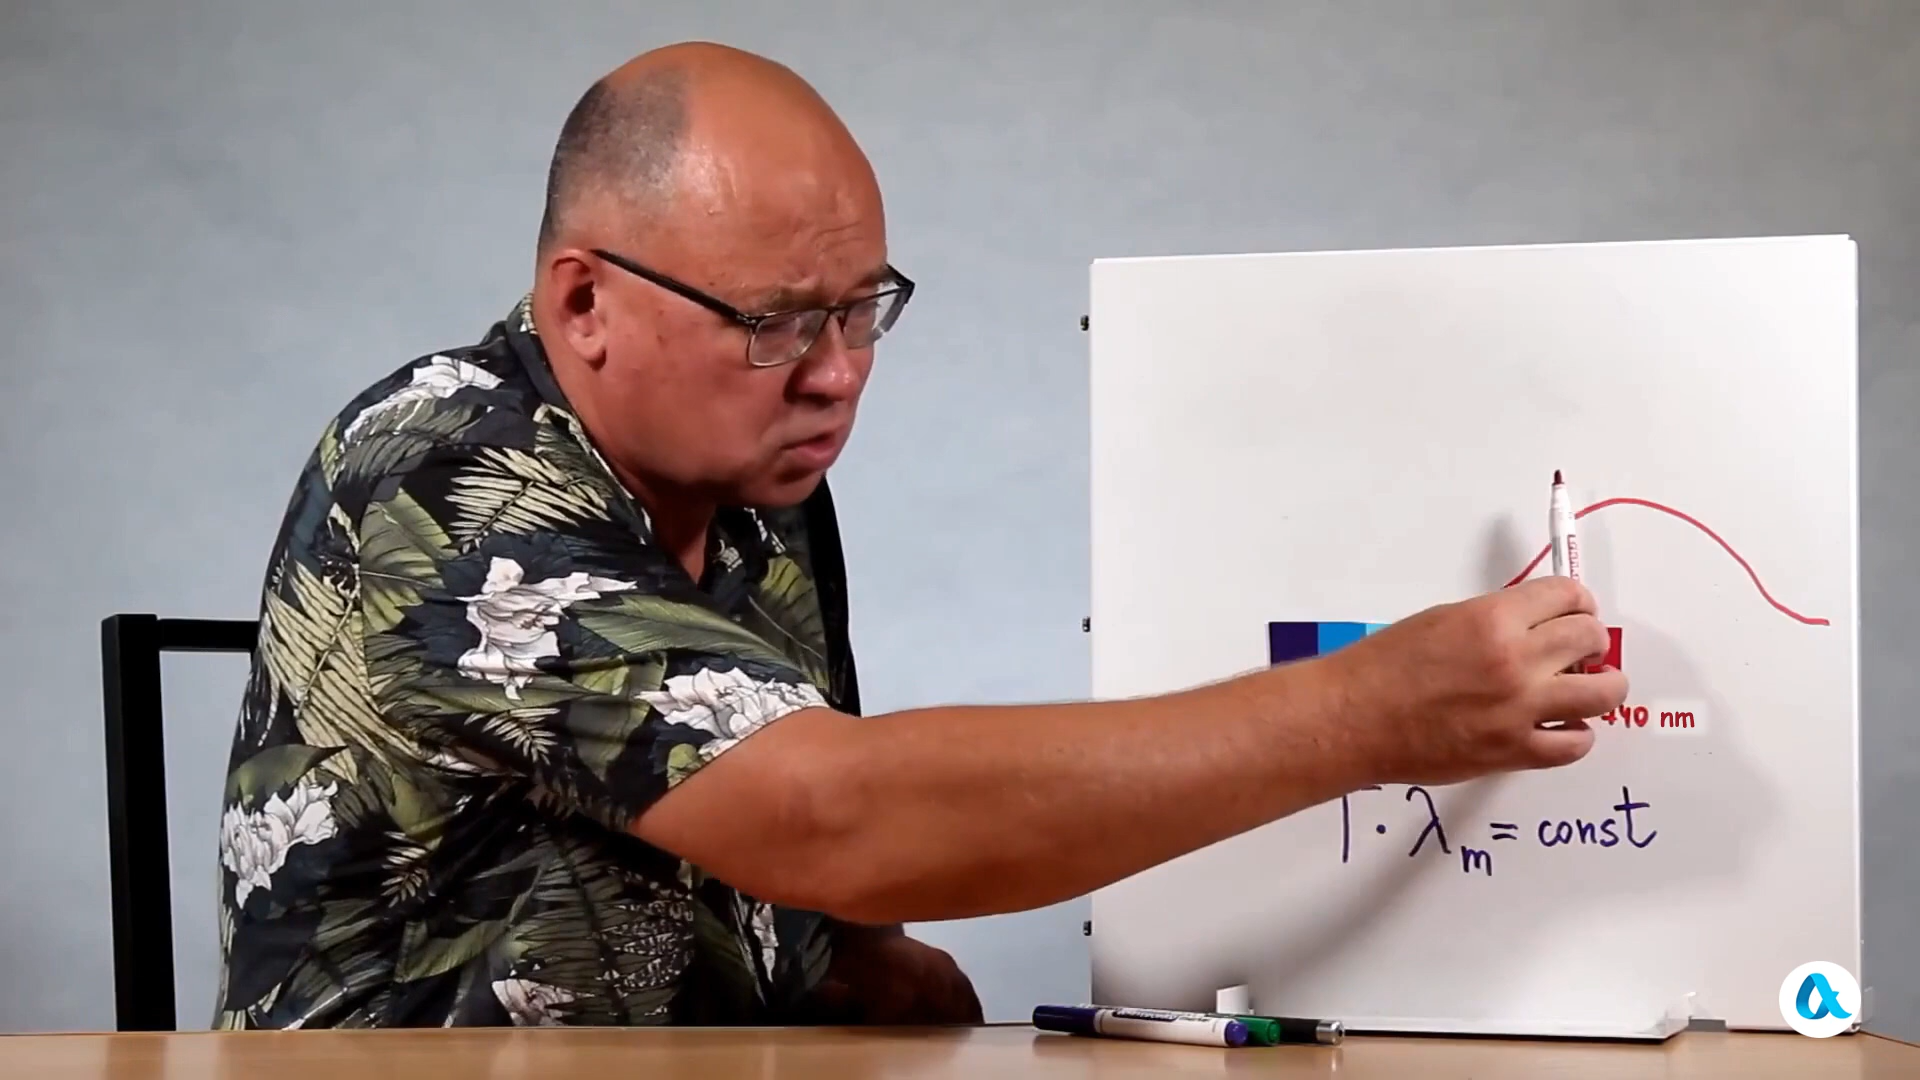 nm
T · λm = const